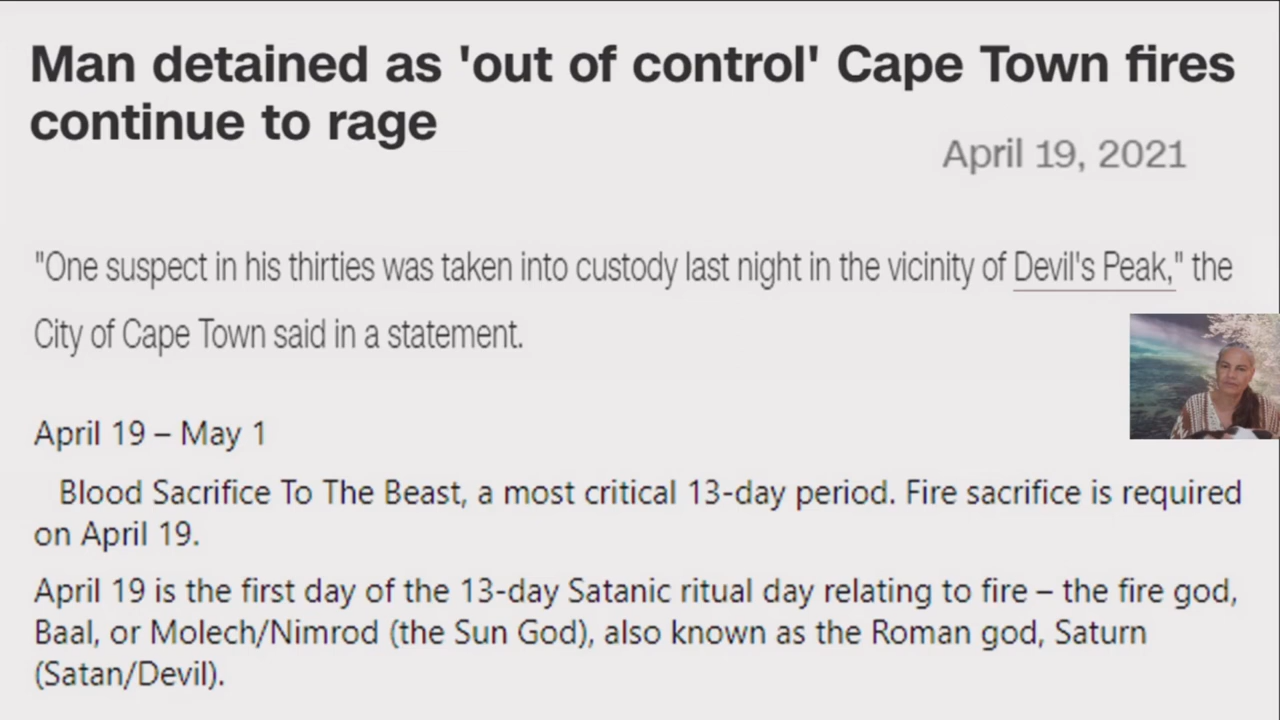 Man detained as 'out of control' Cape Town fires
continue to rage
April 19, 2021
"One suspect in his thirties was taken into custody last night in the vicinity of Devil's Peak," the
City of Cape Town said in a statement.
April 19 – May 1
Blood Sacrifice To The Beast, a most critical 13-day period. Fire sacrifice is required
on April 19.
April 19 is the first day of the 13-day Satanic ritual day relating to fire – the fire god,
Baal, or Molech/Nimrod (the Sun God), also known as the Roman god, Saturn
(Satan/Devil).